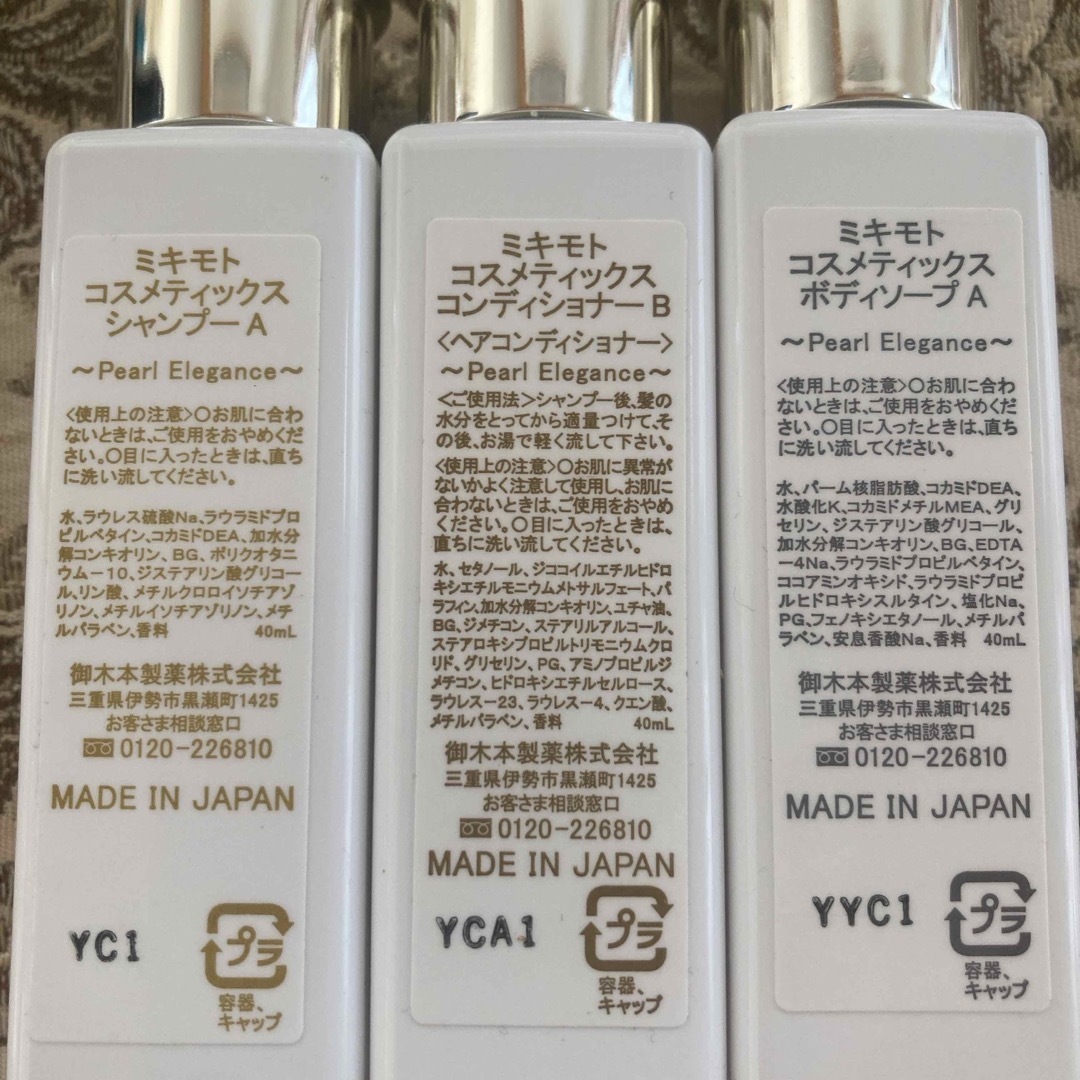 ミキモト
コスメティックス
シャンプーA
～Pearl Elegance～
〈使用上の注意〉○お肌に合わ
ないときは、ご使用をおやめくだ
さい。○目に入ったときは、直ち
に洗い流してください。
水、ラウレス硫酸Na、ラウラミドプロ
ピルベタイン、コカミドDEA、加水分
解コンキオリン、BG、ポリクオタニ
ウム－10、ジステアリン酸グリコー
ル、リン酸、メチルクロロイソチアゾ
リノン、メチルイソチアゾリノン、メチ
ルパラベン、香料 40mL
御木本製薬株式会社
三重県伊勢市黒瀬町1425
お客さま相談窓口
0120-226810
MADE IN JAPAN
YC1
プラ
容器、
キャップ
ミキモト
コスメティックス
コンディショナーB
〈ヘアコンディショナー〉
～Pearl Elegance～
〈ご使用法〉シャンプー後、髪の
水分をとってから適量つけて、そ
の後、お湯で軽く流して下さい。
〈使用上の注意〉○お肌に異常が
ないかよく注意して使用し、お肌に
合わないときは、ご使用をおやめ
ください。○目に入ったときは、
直ちに洗い流してください。
水、セタノール、ジココイルエチルヒドロ
キシエチルモニウムメトサルフェート、パ
ラフィン、加水分解コンキオリン、ユチャ油、
BG、ジメチコン、ステアリルアルコール、
ステアロキシプロピルトリモニウムクロ
リド、グリセリン、PG、アミノプロピルジ
メチコン、ヒドロキシエチルセルロース、
ラウレス－23、ラウレス－4、クエン酸、
メチルパラベン、香料 40mL
御木本製薬株式会社
三重県伊勢市黒瀬町1425
お客さま相談窓口
0120-226810
MADE IN JAPAN
YCA1
プラ
容器、
キャップ
ミキモト
コスメティックス
ボディソープA
～Pearl Elegance～
〈使用上の注意〉○お肌に合わ
ないときは、ご使用をおやめくだ
さい。○目に入ったときは、直ち
に洗い流してください。
水、パーム核脂肪酸、コカミドDEA、
水酸化K、コカミドメチルMEA、グリ
セリン、ジステアリン酸グリコール、
加水分解コンキオリン、BG、EDTA
－4Na、ラウラミドプロピルベタイン、
ココアミンオキシド、ラウラミドプロピ
ルヒドロキシスルタイン、塩化Na、
PG、フェノキシエタノール、メチルパ
ラベン、安息香酸Na、香料 40mL
御木本製薬株式会社
三重県伊勢市黒瀬町1425
お客さま相談窓口
0120-226810
MADE IN JAPAN
YYC1
プラ
容器、
キャップ